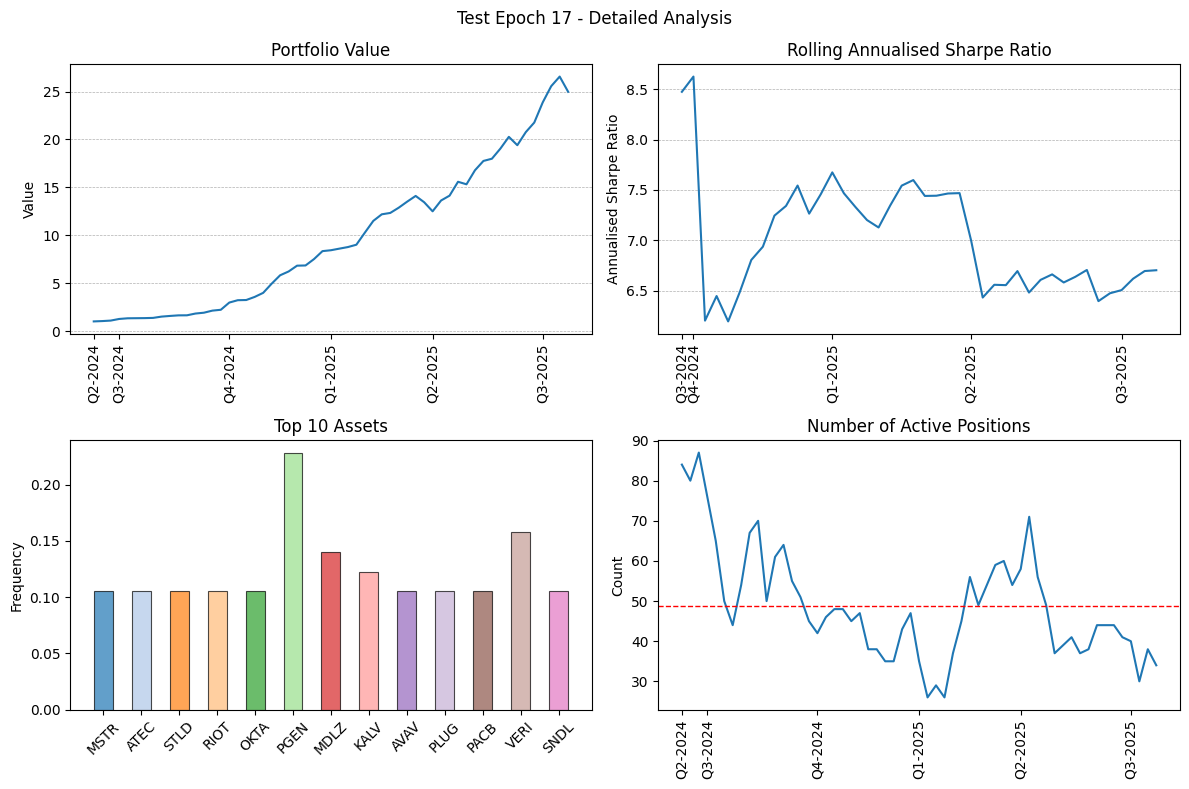 Test Epoch 17 - Detailed Analysis
Portfolio Value
Value
25
20
15
10
5
0
Q2-2024
Q3-2024
Q4-2024
Q1-2025
Q2-2025
Q3-2025
Rolling Annualised Sharpe Ratio
Annualised Sharpe Ratio
8.5
8.0
7.5
7.0
6.5
Q3-2024
Q4-2024
Q1-2025
Q2-2025
Q3-2025
Top 10 Assets
Frequency
0.20
0.15
0.10
0.05
0.00
MSTR
ATEC
STLD
RIOT
OKTA
PGEN
MDLZ
KALV
AVAV
PLUG
PACB
VERI
SNDL
Number of Active Positions
Count
90
80
70
60
50
40
30
Q2-2024
Q3-2024
Q4-2024
Q1-2025
Q2-2025
Q3-2025